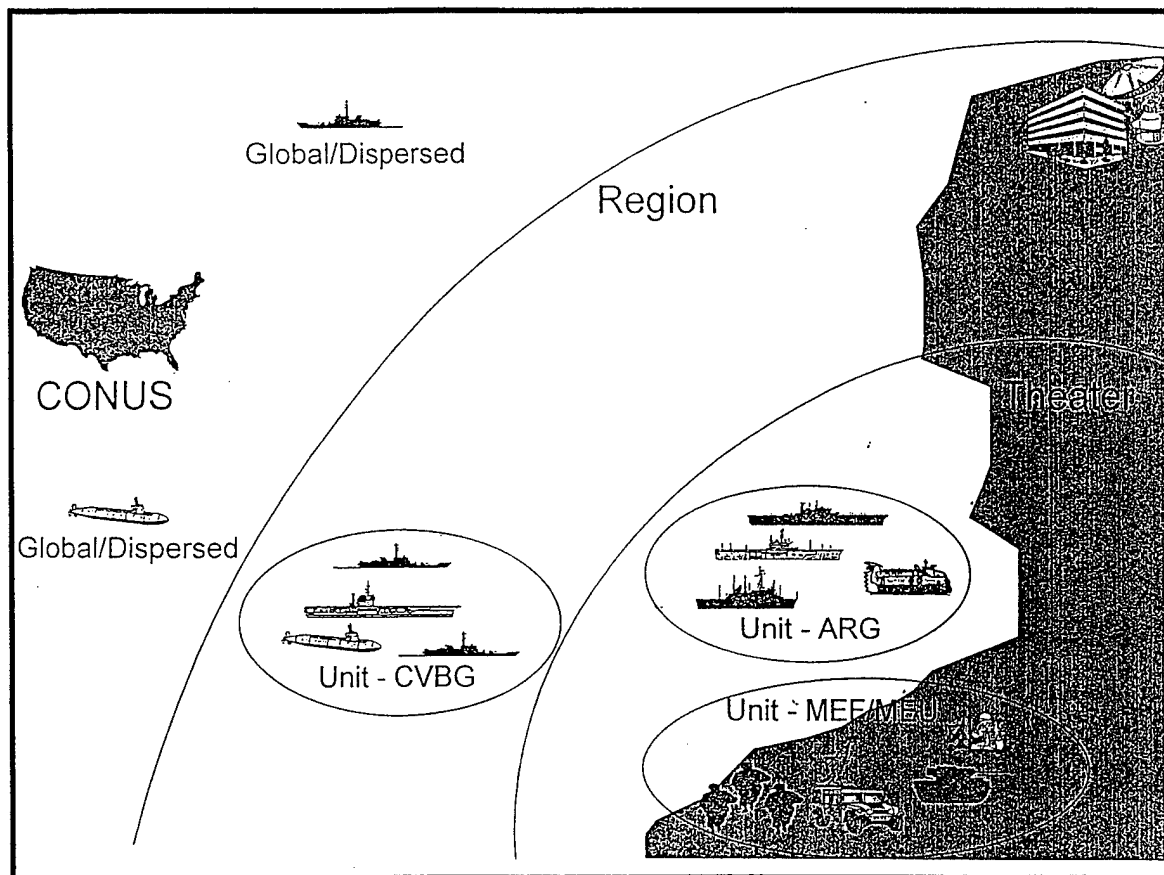 Global/Dispersed
Region
CONUS
Theater
Global/Dispersed
Unit - CVBG
Unit - ARG
Unit - MEF/MEU